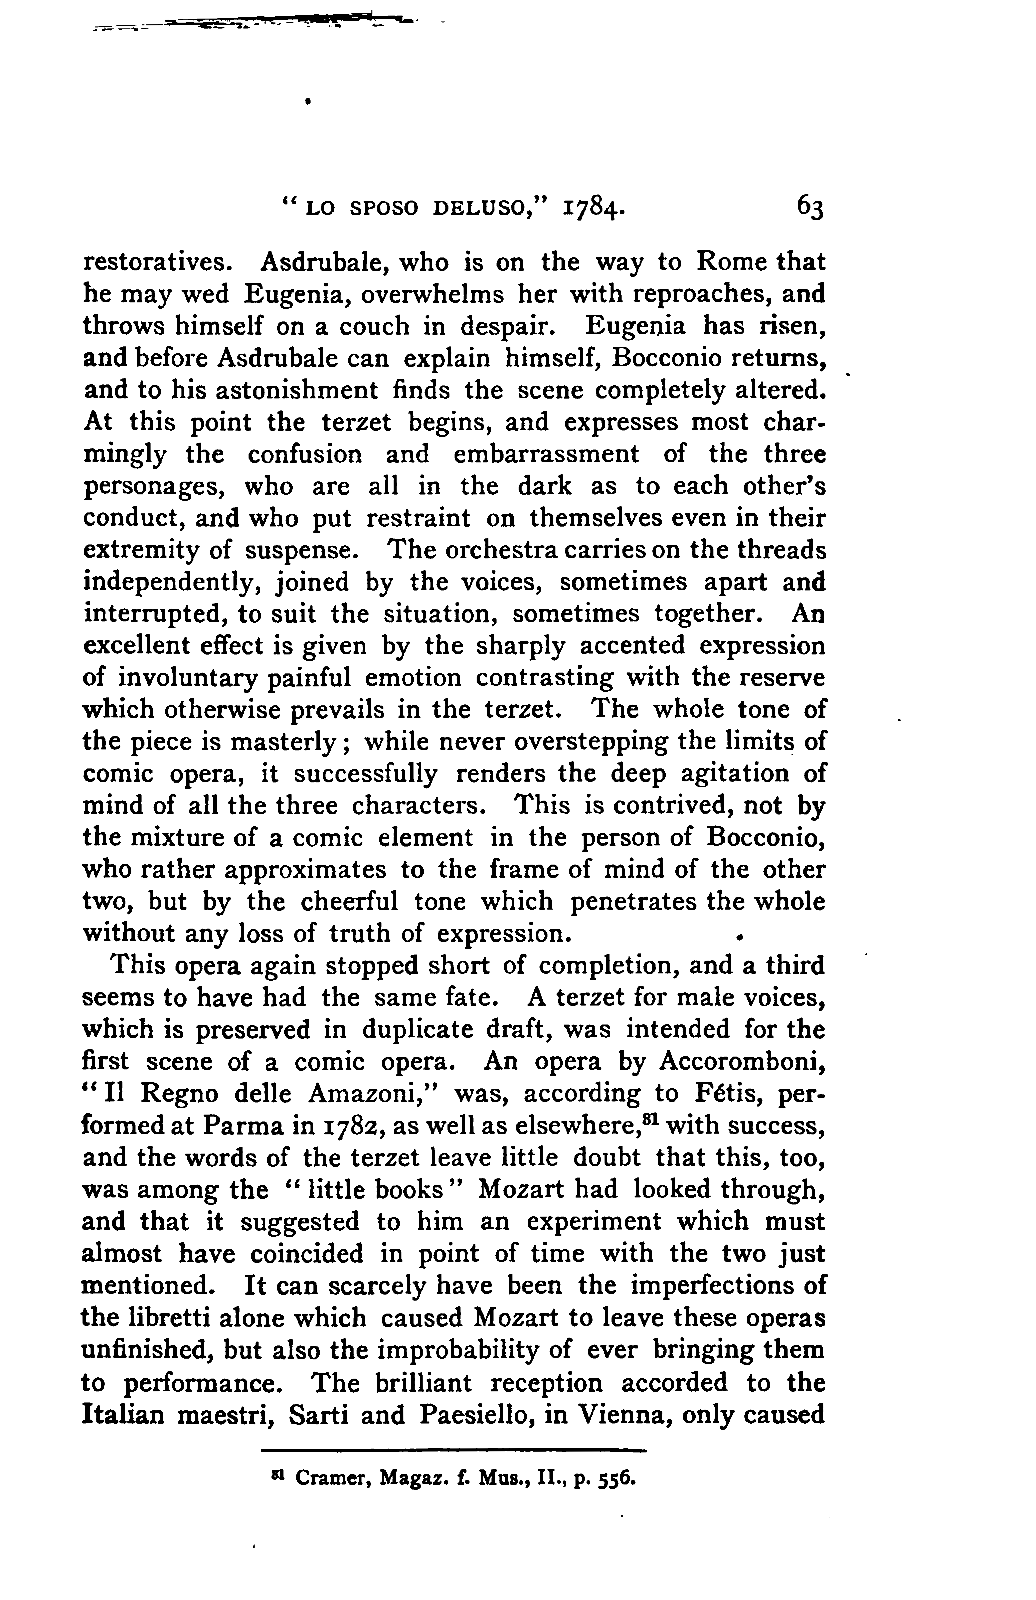 “ LO SPOSO DELUSO,” 1784. 63
restoratives. Asdrubale, who is on the way to Rome that
he may wed Eugenia, overwhelms her with reproaches, and
throws himself on a couch in despair. Eugenia has risen,
and before Asdrubale can explain himself, Bocconio returns,
and to his astonishment finds the scene completely altered.
At this point the terzet begins, and expresses most char-
mingly the confusion and embarrassment of the three
personages, who are all in the dark as to each other’s
conduct, and who put restraint on themselves even in their
extremity of suspense. The orchestra carries on the threads
independently, joined by the voices, sometimes apart and
interrupted, to suit the situation, sometimes together. An
excellent effect is given by the sharply accented expression
of involuntary painful emotion contrasting with the reserve
which otherwise prevails in the terzet. The whole tone of
the piece is masterly; while never overstepping the limits of
comic opera, it successfully renders the deep agitation of
mind of all the three characters. This is contrived, not by
the mixture of a comic element in the person of Bocconio,
who rather approximates to the frame of mind of the other
two, but by the cheerful tone which penetrates the whole
without any loss of truth of expression.
This opera again stopped short of completion, and a third
seems to have had the same fate. A terzet for male voices,
which is preserved in duplicate draft, was intended for the
first scene of a comic opera. An opera by Accoromboni,
“ Il Regno delle Amazoni,” was, according to Fétis, per-
formed at Parma in 1782, as well as elsewhere,⁸¹ with success,
and the words of the terzet leave little doubt that this, too,
was among the “ little books ” Mozart had looked through,
and that it suggested to him an experiment which must
almost have coincided in point of time with the two just
mentioned. It can scarcely have been the imperfections of
the libretti alone which caused Mozart to leave these operas
unfinished, but also the improbability of ever bringing them
to performance. The brilliant reception accorded to the
Italian maestri, Sarti and Paesiello, in Vienna, only caused
⁸¹ Cramer, Magaz. f. Mus., II., p. 556.